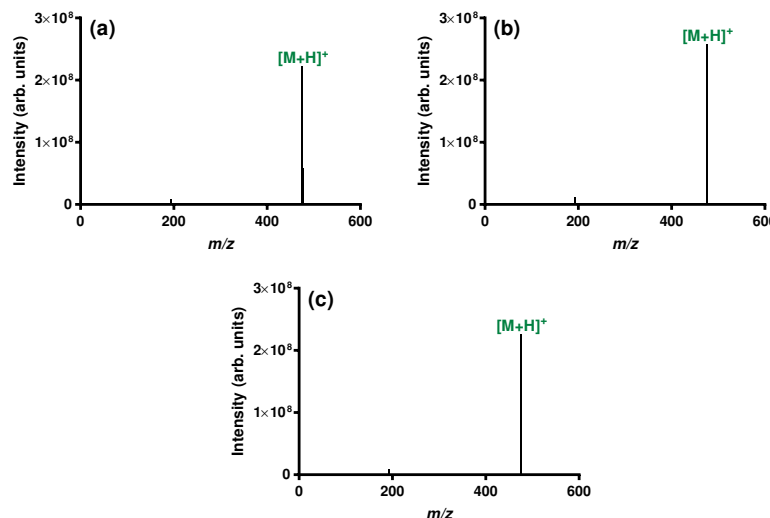 (a)
[M+H]⁺
Intensity (arb. units)
3×10⁸
2×10⁸
1×10⁸
0
0 200 400 600
m/z
(b)
[M+H]⁺
Intensity (arb. units)
3×10⁸
2×10⁸
1×10⁸
0
0 200 400 600
m/z
(c)
[M+H]⁺
Intensity (arb. units)
3×10⁸
2×10⁸
1×10⁸
0
0 200 400 600
m/z